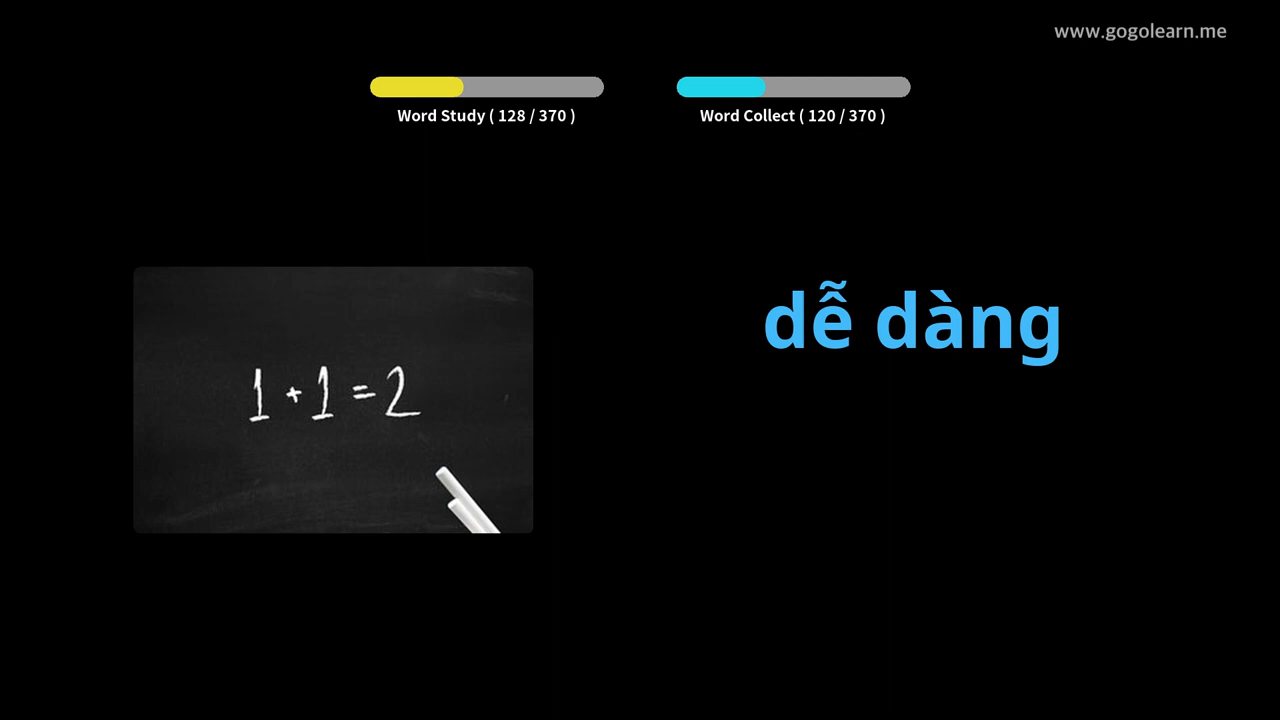 www.gogolearn.me
Word Study ( 128 / 370 )
Word Collect ( 120 / 370 )
dễ dàng
1 + 1 = 2